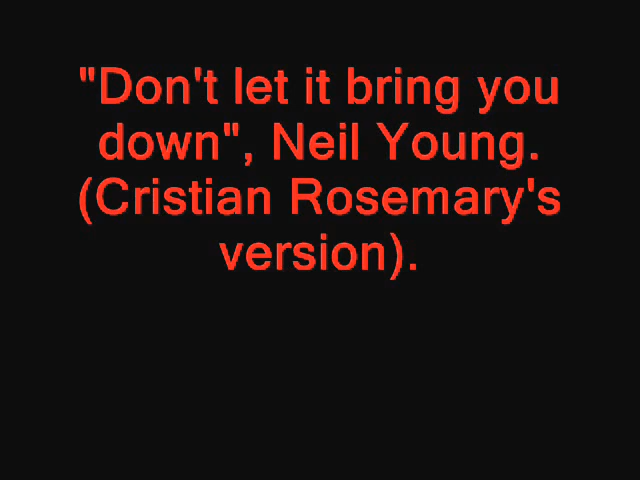 "Don't let it bring you
down", Neil Young.
(Cristian Rosemary's
version).